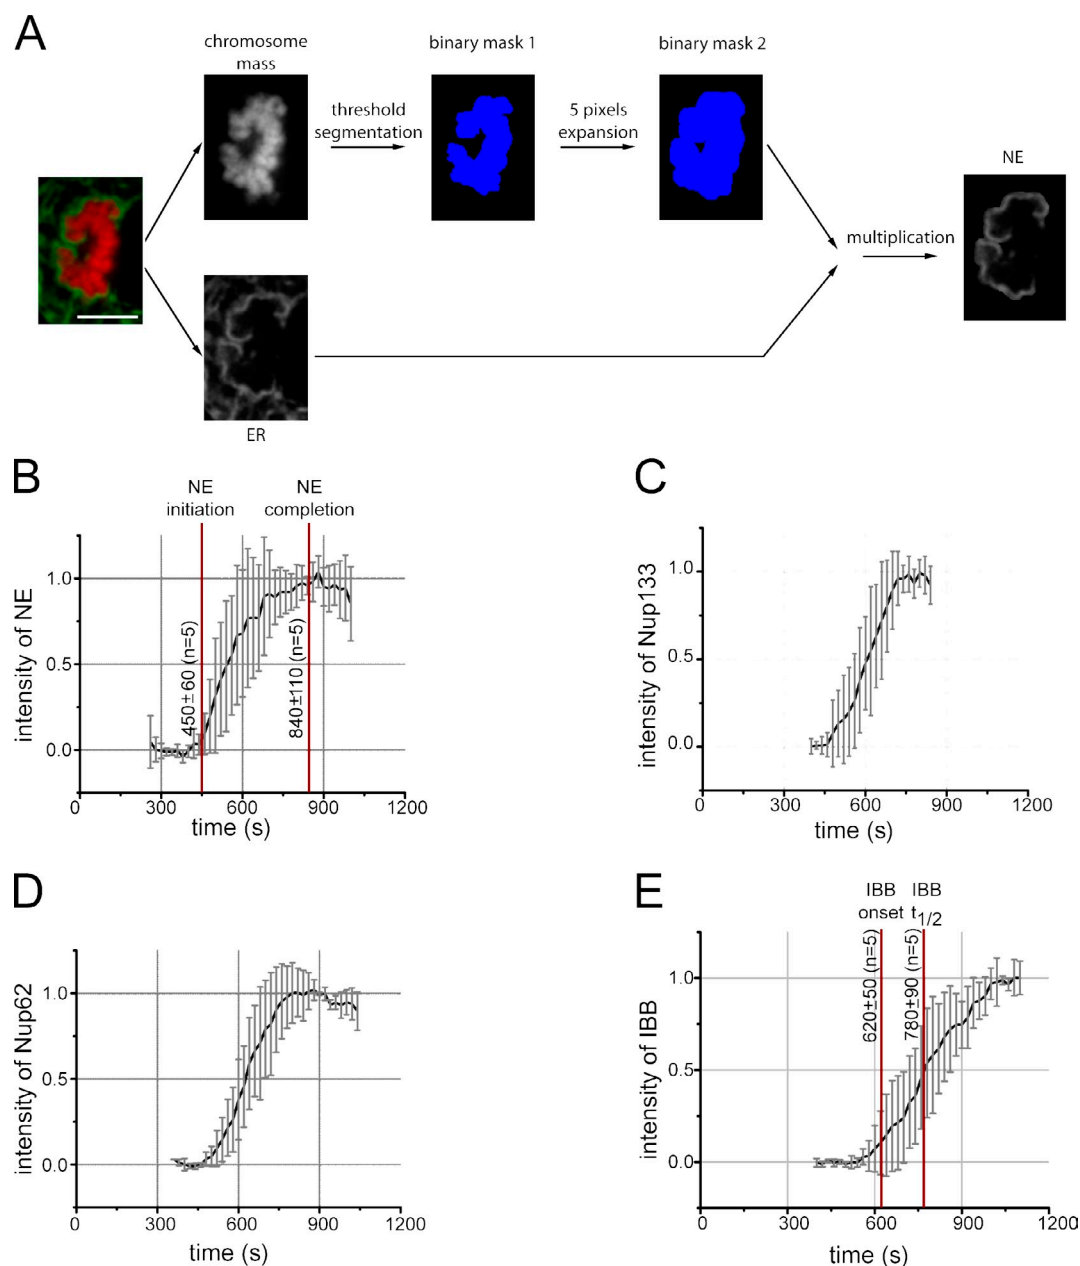 A
chromosome
mass
binary mask 1
binary mask 2
threshold
segmentation
5 pixels
expansion
NE
multiplication
ER
B
NE
initiation
NE
completion
intensity of NE
1.0
0.5
0.0
450±60 (n=5)
840±110 (n=5)
0 300 600 900 1200
time (s)
C
intensity of Nup133
1.0
0.5
0.0
0 300 600 900 1200
time (s)
D
intensity of Nup62
1.0
0.5
0.0
0 300 600 900 1200
time (s)
E
IBB IBB
onset t1/2
intensity of IBB
1.0
0.5
0.0
620±50 (n=5)
780±90 (n=5)
0 300 600 900 1200
time (s)